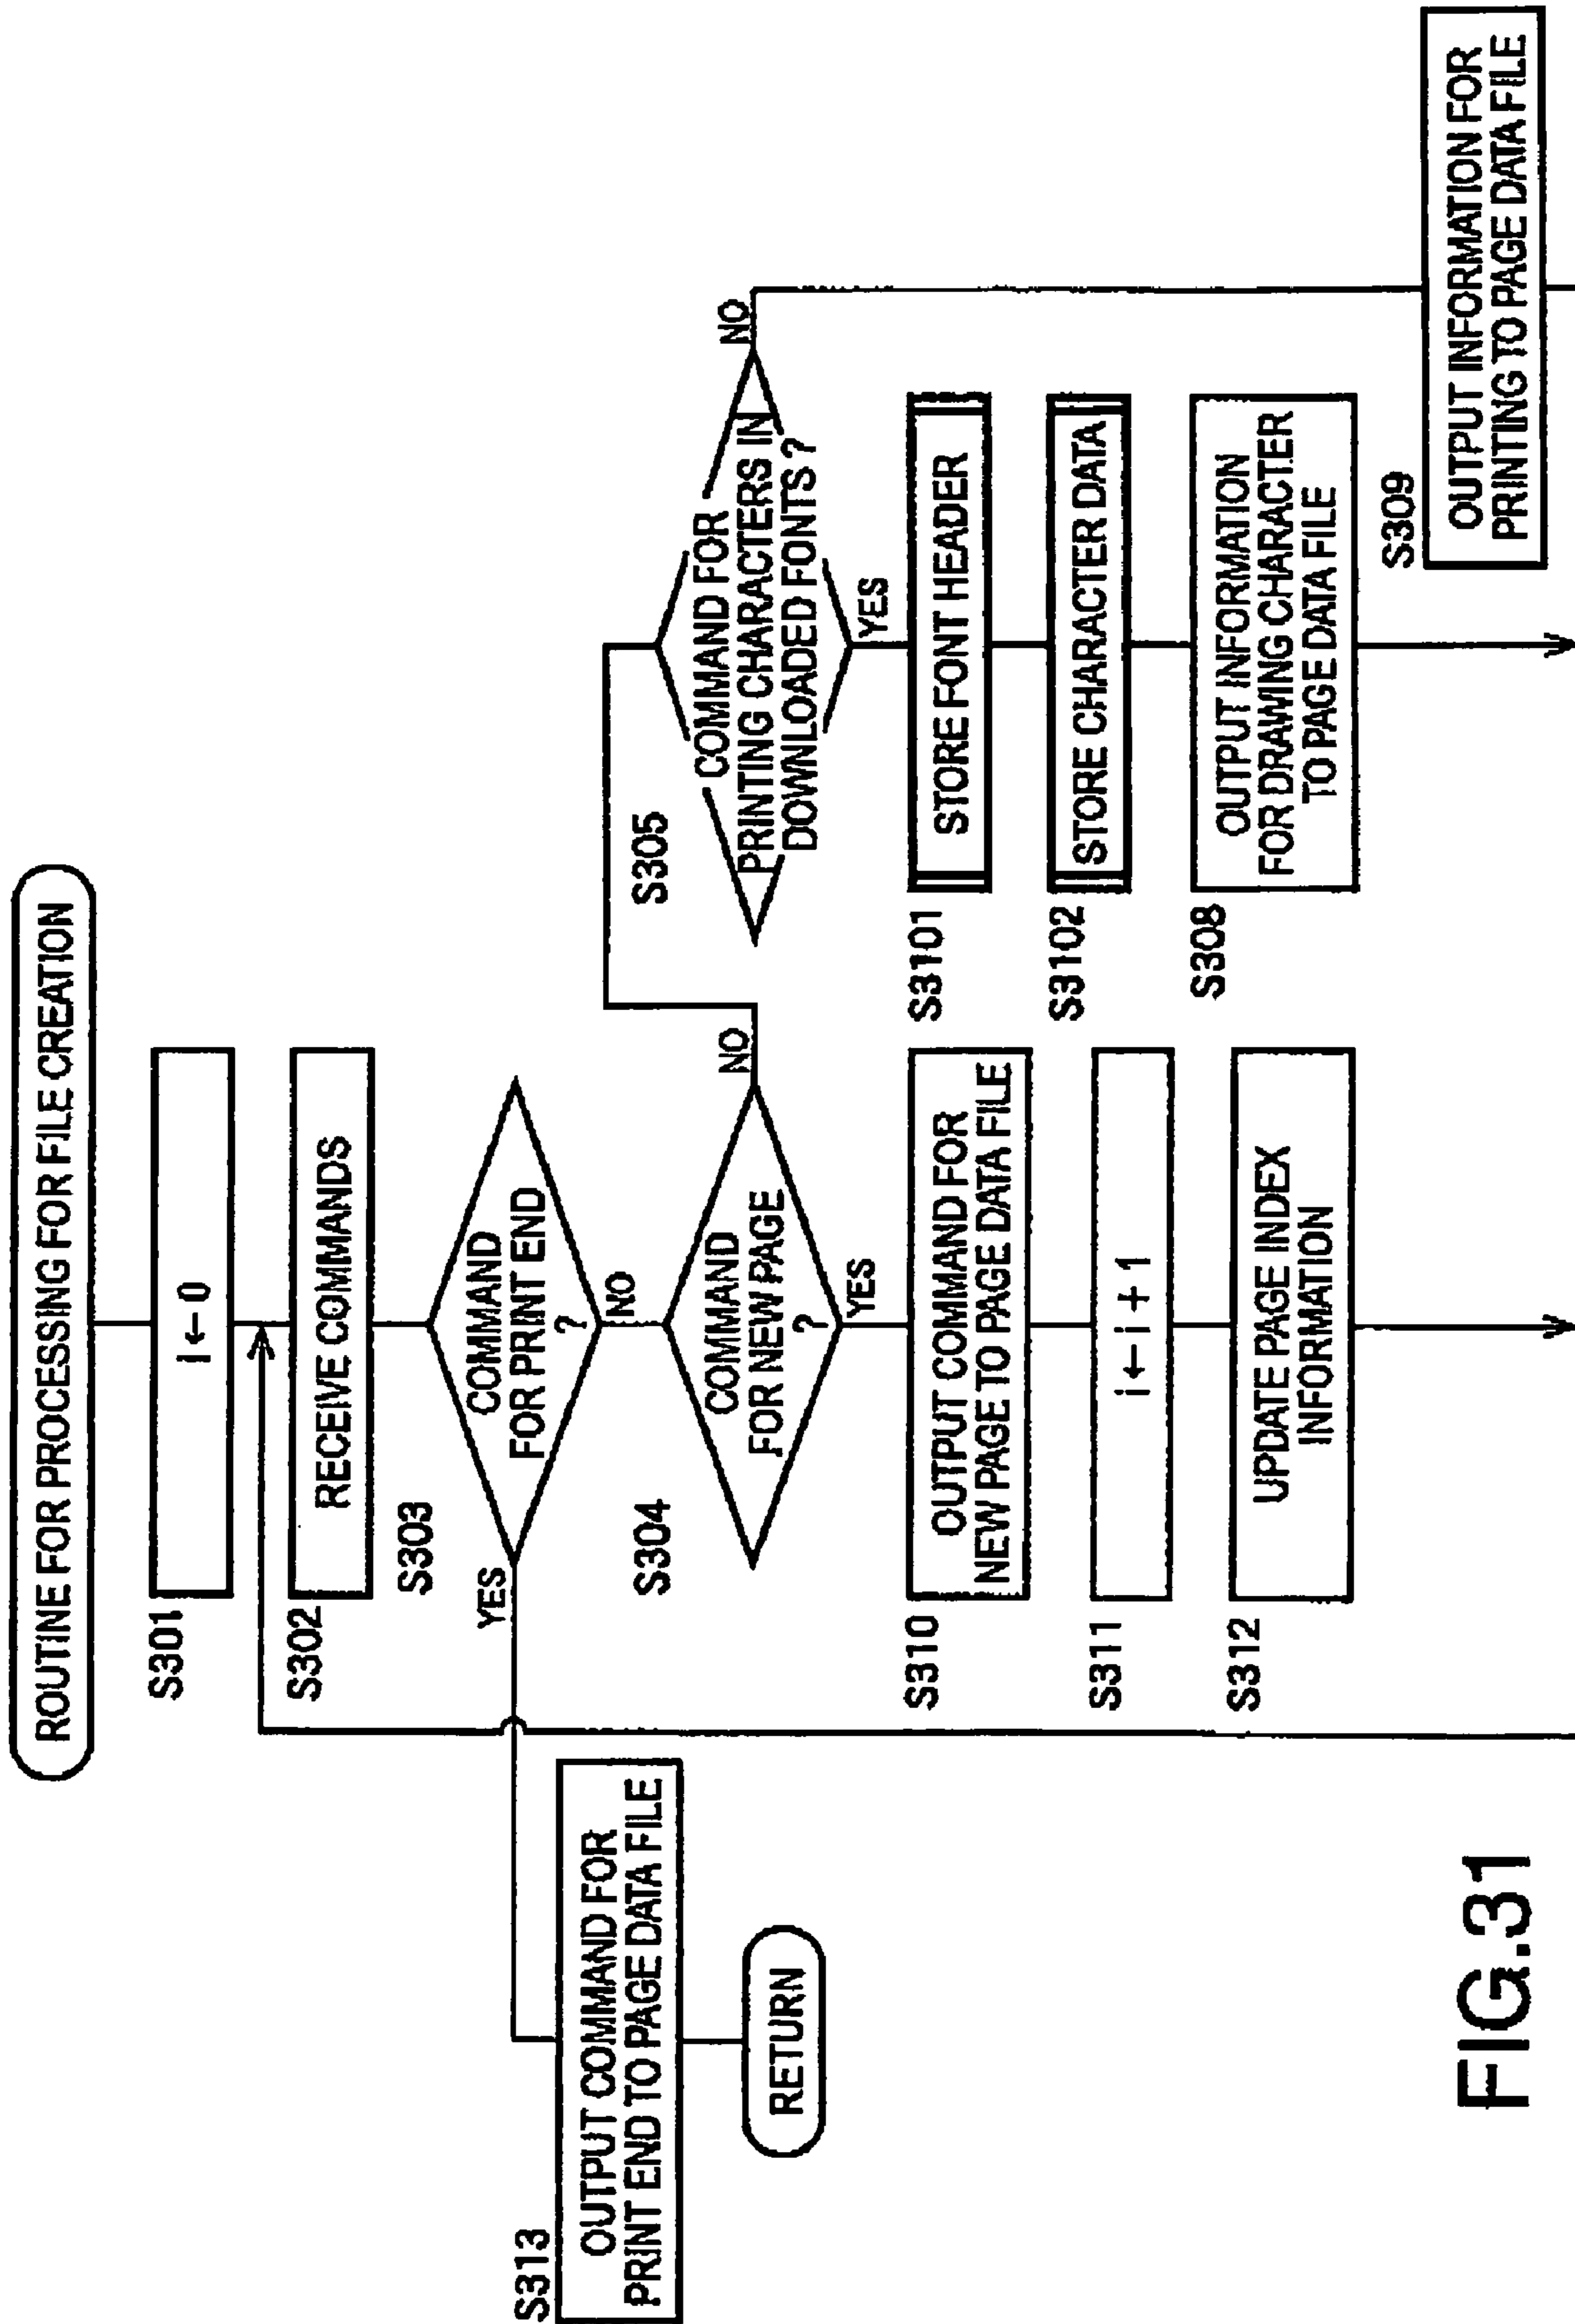 ROUTINE FOR PROCESSING FOR FILE CREATION
S301
i ← 0
S302
RECEIVE COMMANDS
S303
COMMAND
FOR PRINT END
?
YES
NO
S313
OUTPUT COMMAND FOR
PRINT END TO PAGE DATA FILE
RETURN
S304
COMMAND
FOR NEW PAGE
?
NO
YES
S310
OUTPUT COMMAND FOR
NEW PAGE TO PAGE DATA FILE
S311
i ← i + 1
S312
UPDATE PAGE INDEX
INFORMATION
S305
COMMAND FOR
PRINTING CHARACTERS IN
DOWNLOADED FONTS ?
NO
YES
S3101
STORE FONT HEADER
S3102
STORE CHARACTER DATA
S308
OUTPUT INFORMATION
FOR DRAWING CHARACTER
TO PAGE DATA FILE
S309
OUTPUT INFORMATION FOR
PRINTING TO PAGE DATA FILE
FIG.31